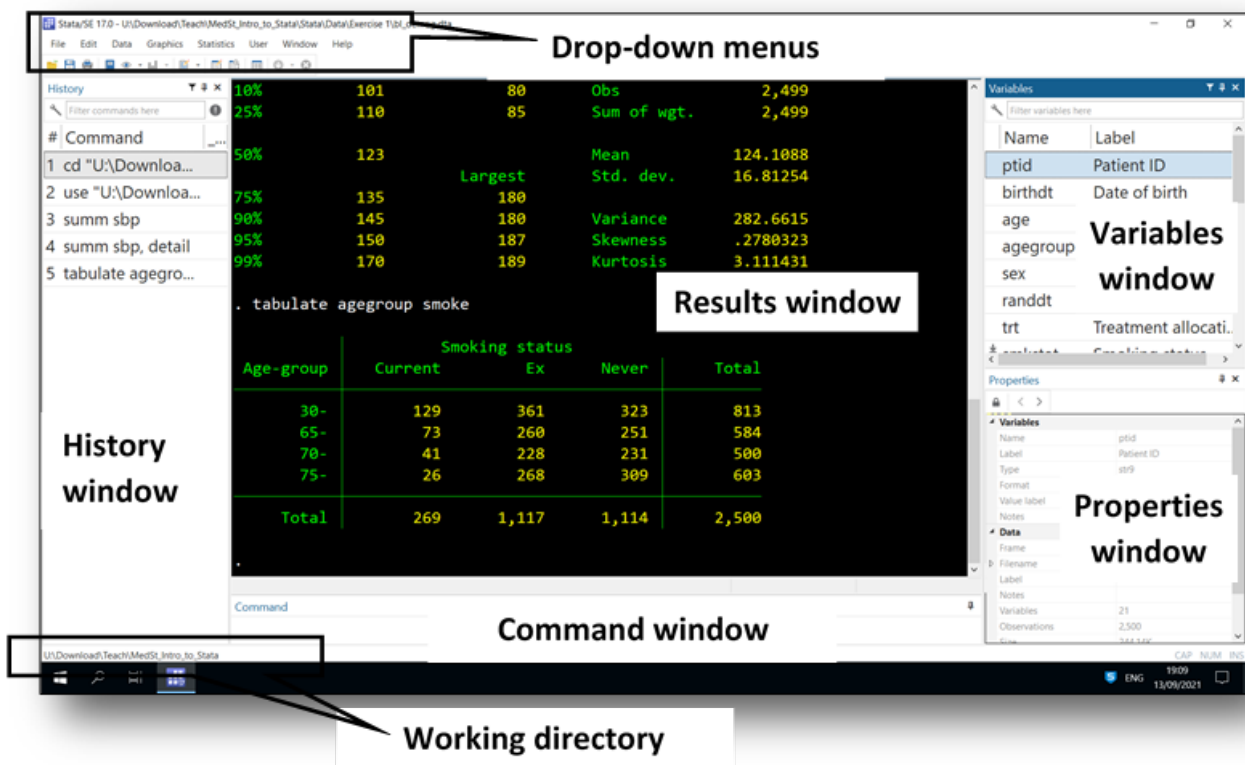 Stata/SE 17.0 - U:\Download\Teach\MedSt_Intro_to_Stata\Stata\Data\Exercise 1\bl_
Drop-down menus
File Edit Data Graphics Statistics User Window Help
History
Filter commands here
# Command
1 cd "U:\Downloa...
2 use "U:\Downloa...
3 summ sbp
4 summ sbp, detail
5 tabulate agegro...
History
window
10% 101 80 Obs 2,499
25% 110 85 Sum of wgt. 2,499
50% 123 Mean 124.1088
Largest Std. dev. 16.81254
75% 135 180
90% 145 180 Variance 282.6615
95% 150 187 Skewness .2780323
99% 170 189 Kurtosis 3.111431
Results window
. tabulate agegroup smoke
Smoking status
Age-group Current Ex Never Total
30- 129 361 323 813
65- 73 260 251 584
70- 41 228 231 500
75- 26 268 309 603
Total 269 1,117 1,114 2,500
.
Command
Command window
Variables
Filter variables here
Name Label
ptid Patient ID
birthdt Date of birth
age
agegroup
sex
randdt
trt Treatment allocati..
Variables
window
Properties
Variables
Name ptid
Label Patient ID
Type str9
Format
Value label
Notes
Data
Frame
Filename
Label
Notes
Variables 21
Observations 2,500
Properties
window
U:\Download\Teach\MedSt_Intro_to_Stata
CAP NUM INS
ENG
19:09
13/09/2021
Working directory